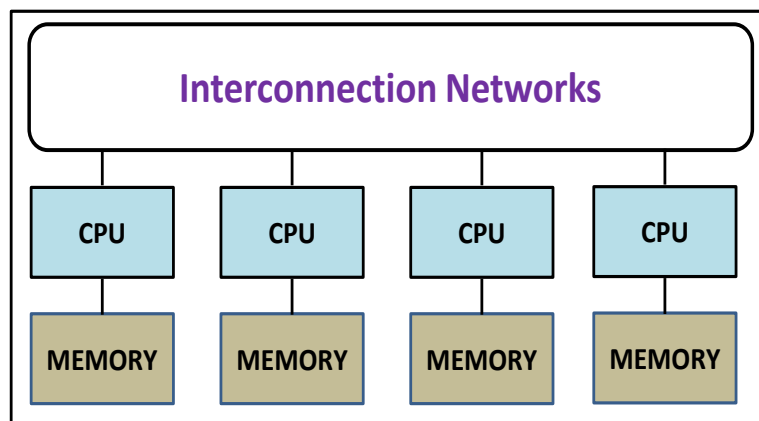 Interconnection Networks
CPU CPU CPU CPU
MEMORY MEMORY MEMORY MEMORY